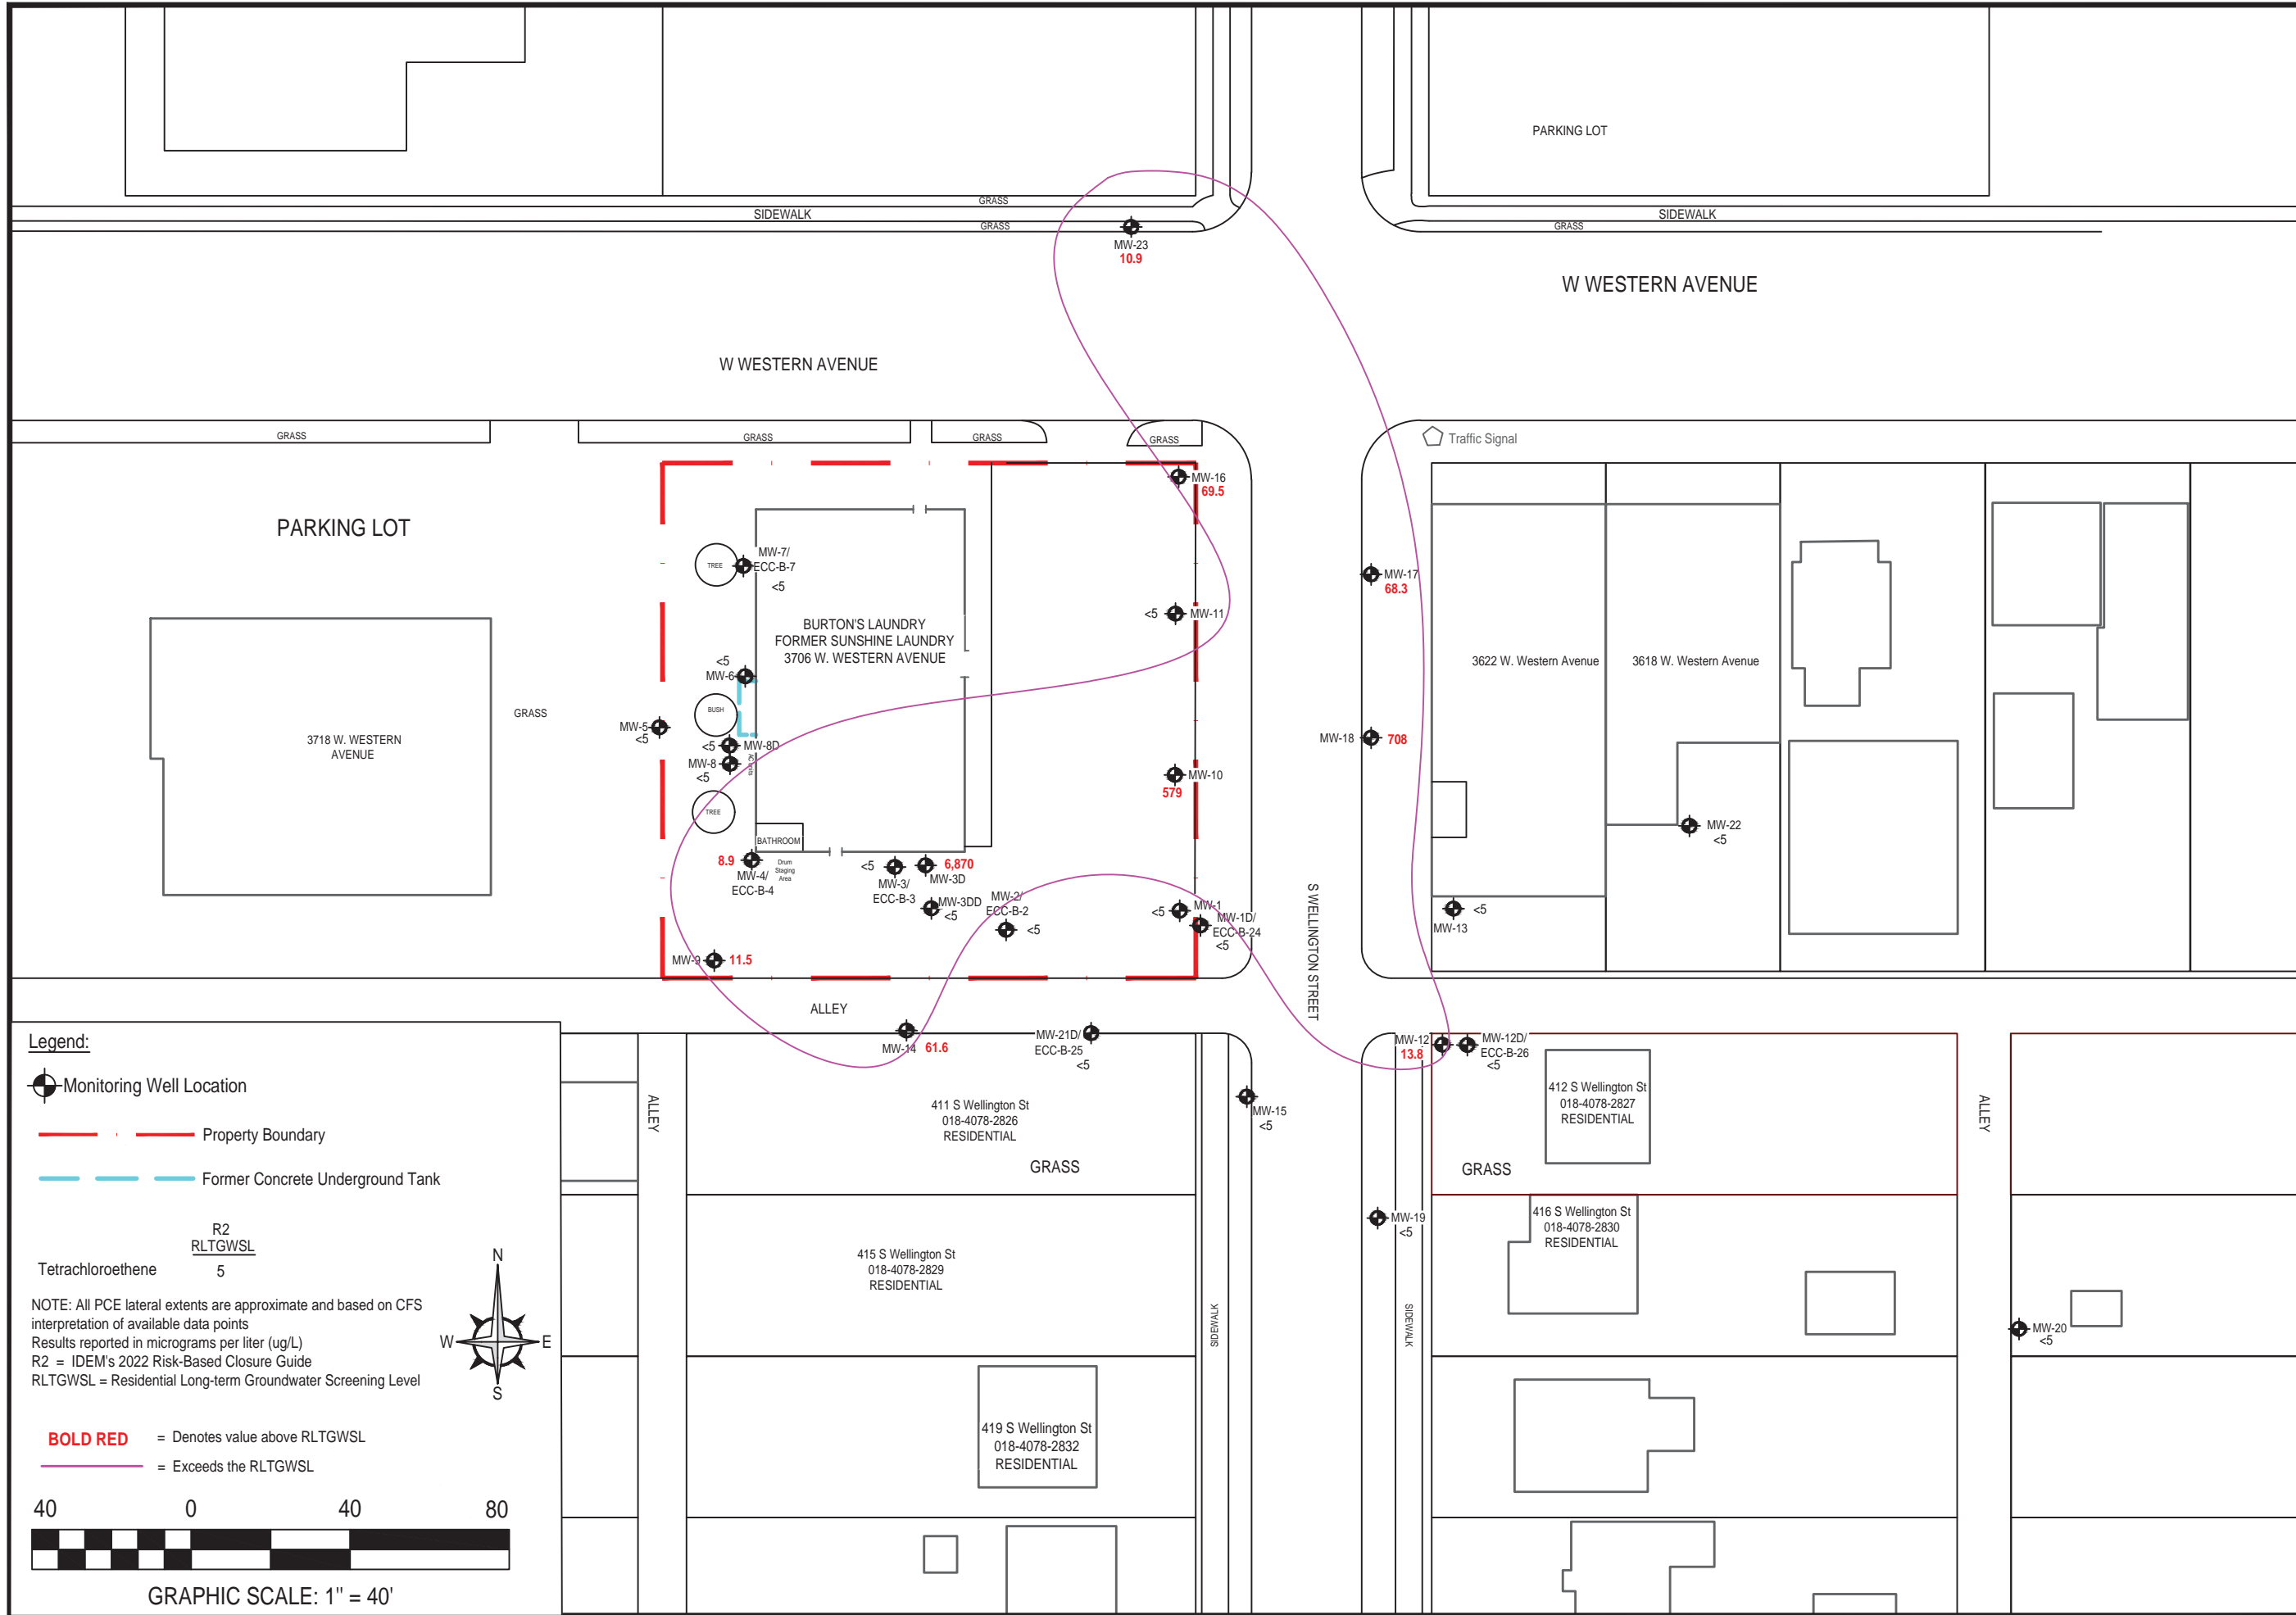 PARKING LOT
GRASS
SIDEWALK
GRASS
SIDEWALK
GRASS
MW-23
10.9
W WESTERN AVENUE
W WESTERN AVENUE
GRASS
GRASS
GRASS
GRASS
Traffic Signal
MW-16
69.5
PARKING LOT
MW-7/
ECC-B-7
<5
TREE
MW-17
68.3
<5
MW-11
BURTON'S LAUNDRY
FORMER SUNSHINE LAUNDRY
3706 W. WESTERN AVENUE
<5
MW-6
3622 W. Western Avenue
3618 W. Western Avenue
GRASS
BUSH
MW-5
<5
3718 W. WESTERN
AVENUE
<5
MW-8D
MW-8
<5
MW-18
708
MW-10
579
TREE
BATHROOM
MW-22
<5
8.9
MW-4/
ECC-B-4
Drum
Staging
Area
<5
MW-3/
ECC-B-3
6,870
MW-3D
MW-3DD
<5
MW-2/
ECC-B-2
<5
<5
MW-1
MW-1D/
ECC-B-24
<5
<5
MW-13
S WELLINGTON STREET
MW-9
11.5
ALLEY
MW-14
61.6
MW-21D/
ECC-B-25
<5
MW-12
13.8
MW-12D/
ECC-B-26
<5
MW-15
<5
ALLEY
411 S Wellington St
018-4078-2826
RESIDENTIAL
GRASS
412 S Wellington St
018-4078-2827
RESIDENTIAL
GRASS
ALLEY
MW-19
<5
416 S Wellington St
018-4078-2830
RESIDENTIAL
415 S Wellington St
018-4078-2829
RESIDENTIAL
SIDEWALK
SIDEWALK
MW-20
<5
419 S Wellington St
018-4078-2832
RESIDENTIAL
Legend:
Monitoring Well Location
Property Boundary
Former Concrete Underground Tank
R2
RLTGWSL
Tetrachloroethene 5
N
W E
S
NOTE: All PCE lateral extents are approximate and based on CFS
interpretation of available data points
Results reported in micrograms per liter (ug/L)
R2 = IDEM's 2022 Risk-Based Closure Guide
RLTGWSL = Residential Long-term Groundwater Screening Level
BOLD RED = Denotes value above RLTGWSL
= Exceeds the RLTGWSL
40 0 40 80
GRAPHIC SCALE: 1" = 40'